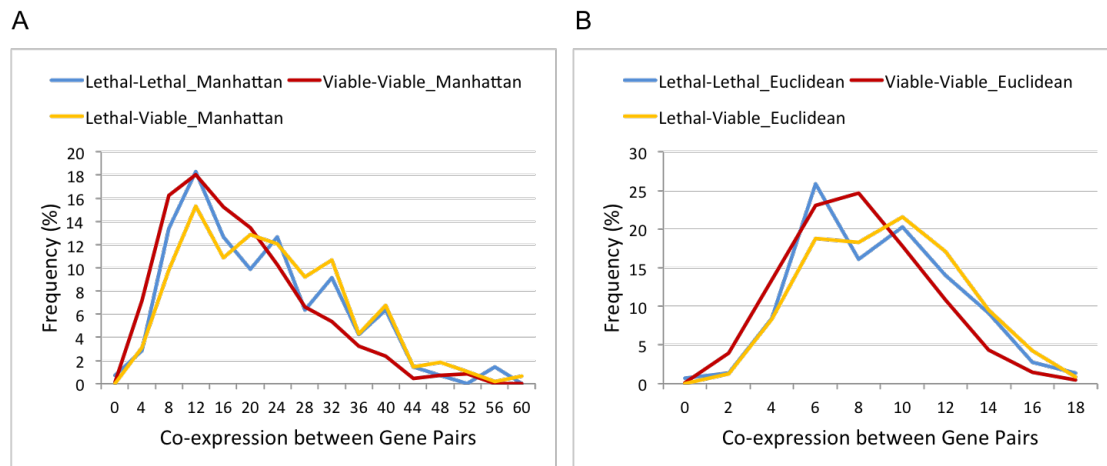 A
Lethal-Lethal_Manhattan Viable-Viable_Manhattan
Lethal-Viable_Manhattan
20
18
16
14
12
10
8
6
4
2
0
Frequency (%)
0 4 8 12 16 20 24 28 32 36 40 44 48 52 56 60
Co-expression between Gene Pairs
B
Lethal-Lethal_Euclidean Viable-Viable_Euclidean
Lethal-Viable_Euclidean
30
25
20
15
10
5
0
Frequency (%)
0 2 4 6 8 10 12 14 16 18
Co-expression between Gene Pairs